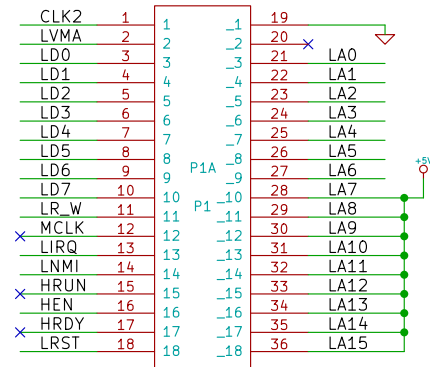 CLK2 1 1 _1 19
LVMA 2 2 _2 20
LD0 3 3 _3 21 LA0
LD1 4 4 _4 22 LA1
LD2 5 5 _5 23 LA2
LD3 6 6 _6 24 LA3
LD4 7 7 _7 25 LA4
LD5 8 8 _8 26 LA5
P1A
+5V
LD6 9 9 _9 27 LA6
LD7 10 10 _10 28 LA7
P1
LR_W 11 11 _11 29 LA8
MCLK 12 12 _12 30 LA9
LIRQ 13 13 _13 31 LA10
LNMI 14 14 _14 32 LA11
HRUN 15 15 _15 33 LA12
HEN 16 16 _16 34 LA13
HRDY 17 17 _17 35 LA14
LRST 18 18 _18 36 LA15